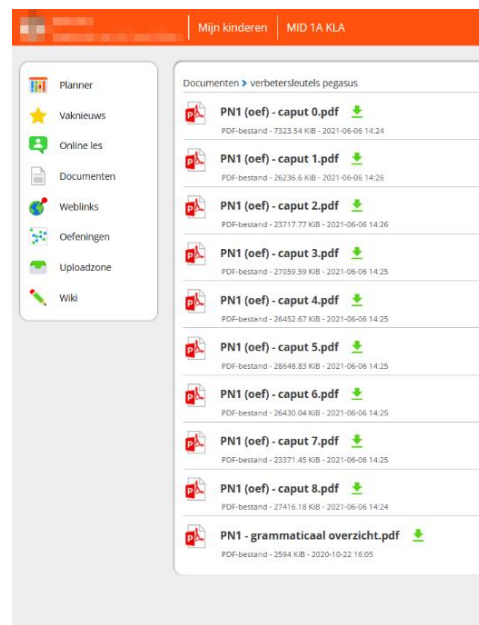 Mijn kinderen MID 1A KLA
Planner
Vaknieuws
Online les
Documenten
Weblinks
Oefeningen
Uploadzone
Wiki
Documenten > verbetersleutels pegasus
PN1 (oef) - caput 0.pdf
PDF-bestand - 7323.54 KiB - 2021-06-06 14:24
PN1 (oef) - caput 1.pdf
PDF-bestand - 26236.6 KiB - 2021-06-06 14:26
PN1 (oef) - caput 2.pdf
PDF-bestand - 23717.77 KiB - 2021-06-06 14:26
PN1 (oef) - caput 3.pdf
PDF-bestand - 27059.59 KiB - 2021-06-06 14:25
PN1 (oef) - caput 4.pdf
PDF-bestand - 26452.67 KiB - 2021-06-06 14:25
PN1 (oef) - caput 5.pdf
PDF-bestand - 28648.83 KiB - 2021-06-06 14:25
PN1 (oef) - caput 6.pdf
PDF-bestand - 26430.04 KiB - 2021-06-06 14:25
PN1 (oef) - caput 7.pdf
PDF-bestand - 23371.45 KiB - 2021-06-06 14:25
PN1 (oef) - caput 8.pdf
PDF-bestand - 27416.18 KiB - 2021-06-06 14:24
PN1 - grammaticaal overzicht.pdf
PDF-bestand - 2594 KiB - 2020-10-22 16:05